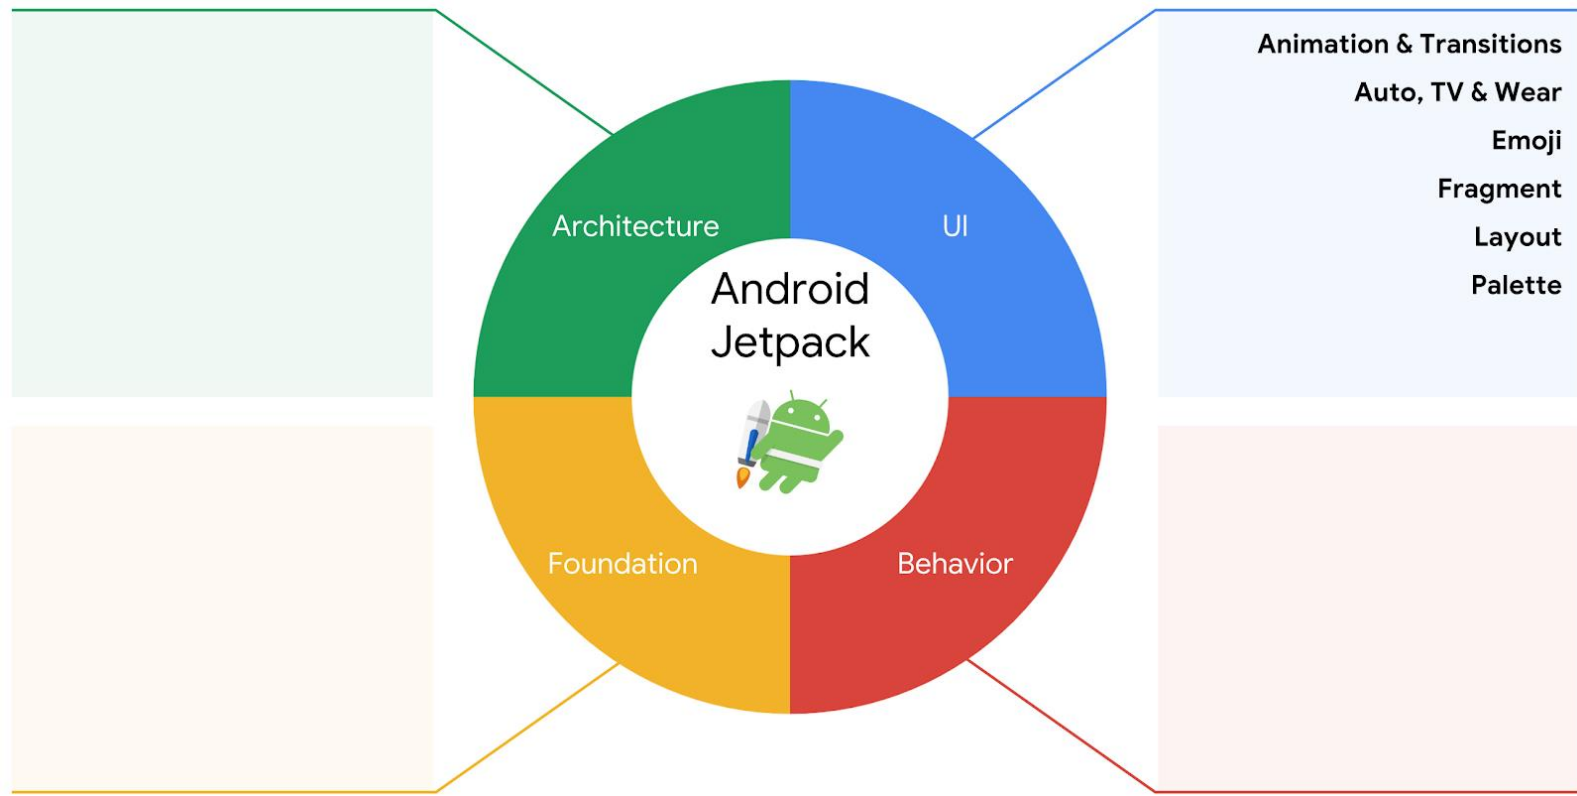 Animation & Transitions
Auto, TV & Wear
Emoji
Fragment
Layout
Palette
Architecture
UI
Android
Jetpack
Foundation
Behavior